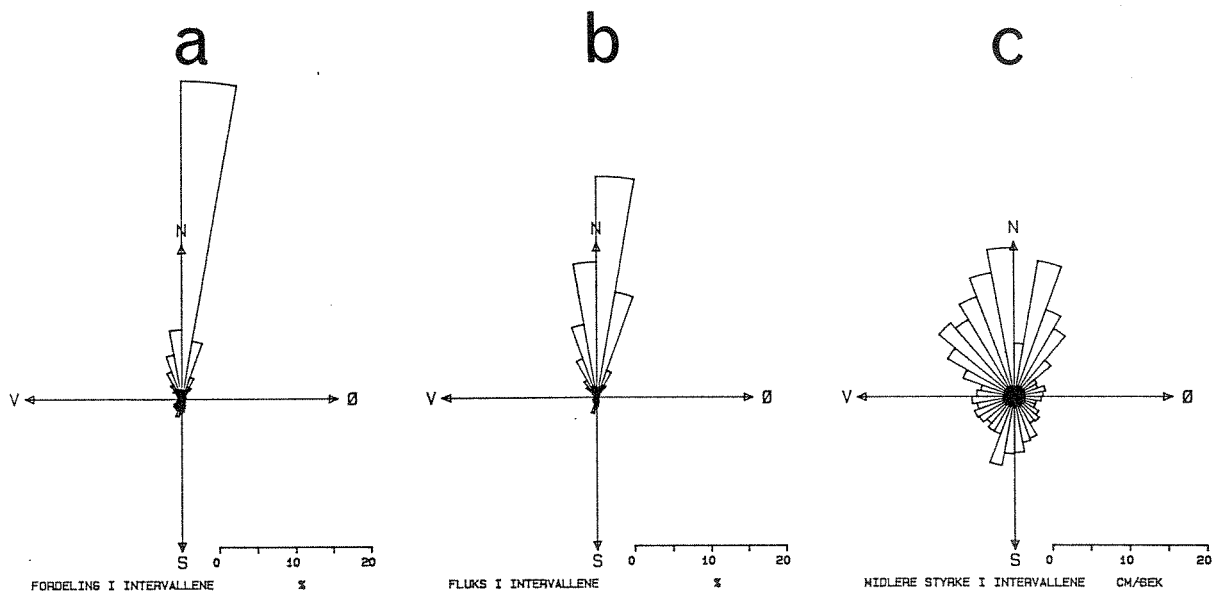 a b c
N
N N
V Ø V Ø V Ø
S S S
0 10 20 0 10 20 0 10 20
FORDELING I INTERVALLENE % FLUKS I INTERVALLENE % MIDLERE STYRKE I INTERVALLENE CM/SEK